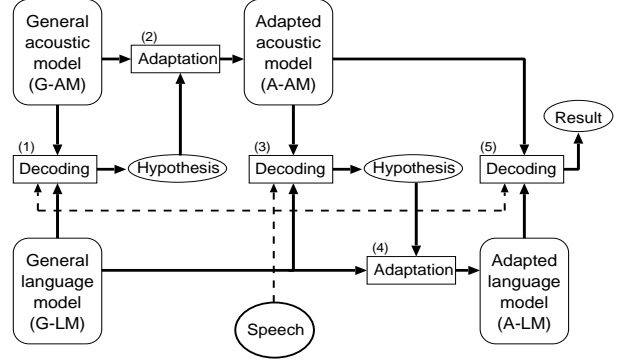 General
acoustic
model
(G-AM)
(2)
Adaptation
Adapted
acoustic
model
(A-AM)
Result
(1)
Decoding
Hypothesis
(3)
Decoding
Hypothesis
(5)
Decoding
General
language
model
(G-LM)
(4)
Adaptation
Adapted
language
model
(A-LM)
Speech